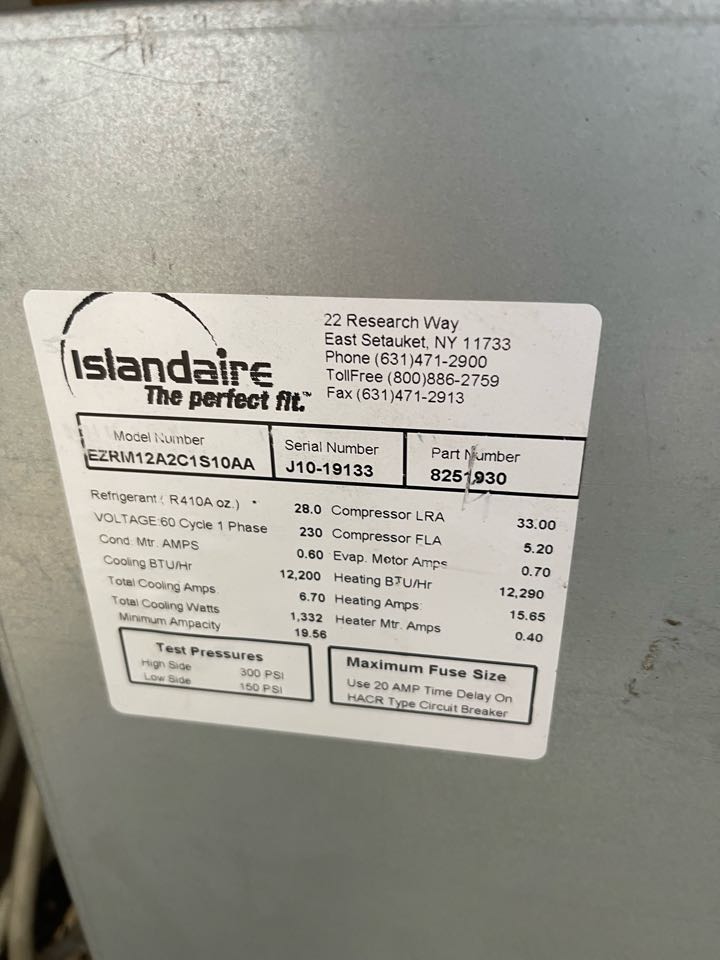 Islandaire
The perfect fit.™
22 Research Way
East Setauket, NY 11733
Phone (631)471-2900
TollFree (800)886-2759
Fax (631)471-2913
Model Number
EZRM12A2C1S10AA
Serial Number
J10-19133
Part Number
8251930
Refrigerant ( R410A oz.) 28.0
VOLTAGE:60 Cycle 1 Phase 230
Cond. Mtr. AMPS 0.60
Cooling BTU/Hr 12,200
Total Cooling Amps: 6.70
Total Cooling Watts 1,332
Minimum Ampacity 19.56
Compressor LRA 33.00
Compressor FLA 5.20
Evap. Motor Amps 0.70
Heating BTU/Hr 12,290
Heating Amps: 15.65
Heater Mtr. Amps 0.40
Test Pressures
High Side 300 PSI
Low Side 150 PSI
Maximum Fuse Size
Use 20 AMP Time Delay On
HACR Type Circuit Breaker